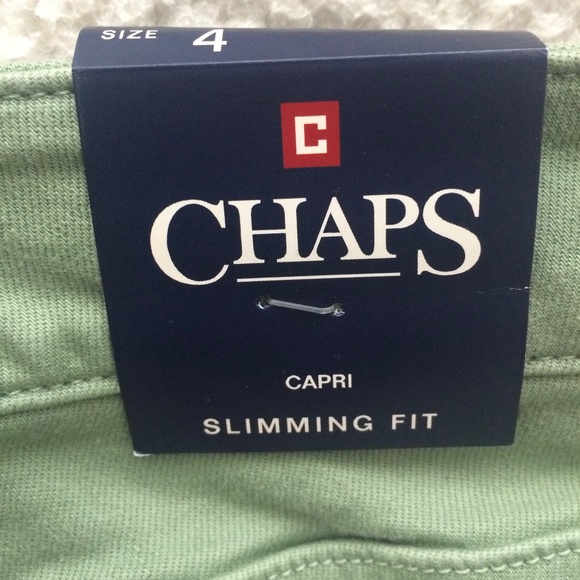 SIZE 4
C
CHAPS
CAPRI
SLIMMING FIT